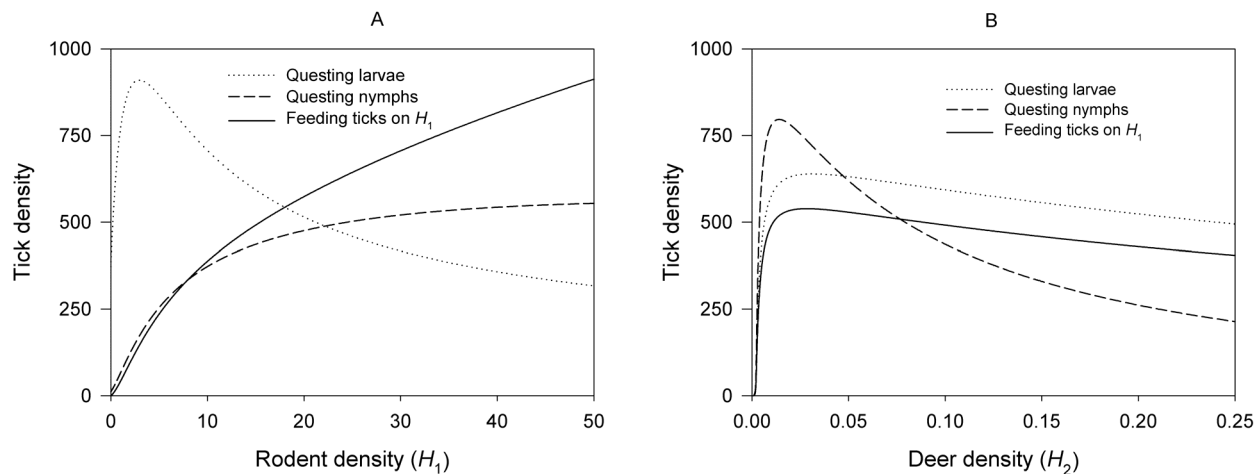 A
1000
750
500
250
0
Tick density
Questing larvae
Questing nymphs
Feeding ticks on H1
0 10 20 30 40 50
Rodent density (H1)
B
1000
750
500
250
0
Tick density
Questing larvae
Questing nymphs
Feeding ticks on H1
0.00 0.05 0.10 0.15 0.20 0.25
Deer density (H2)